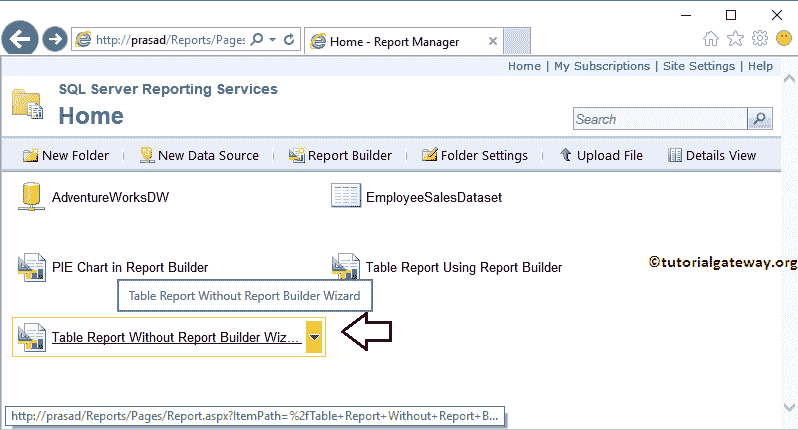 http://prasad/Reports/Pages
Home - Report Manager
Home | My Subscriptions | Site Settings | Help
SQL Server Reporting Services
Home
Search
New Folder
New Data Source
Report Builder
Folder Settings
Upload File
Details View
AdventureWorksDW
EmployeeSalesDataset
PIE Chart in Report Builder
Table Report Using Report Builder
©tutorialgateway.org
Table Report Without Report Builder Wizard
Table Report Without Report Builder Wiz...
http://prasad/Reports/Pages/Report.aspx?ItemPath=%2fTable+Report+Without+Report+B...